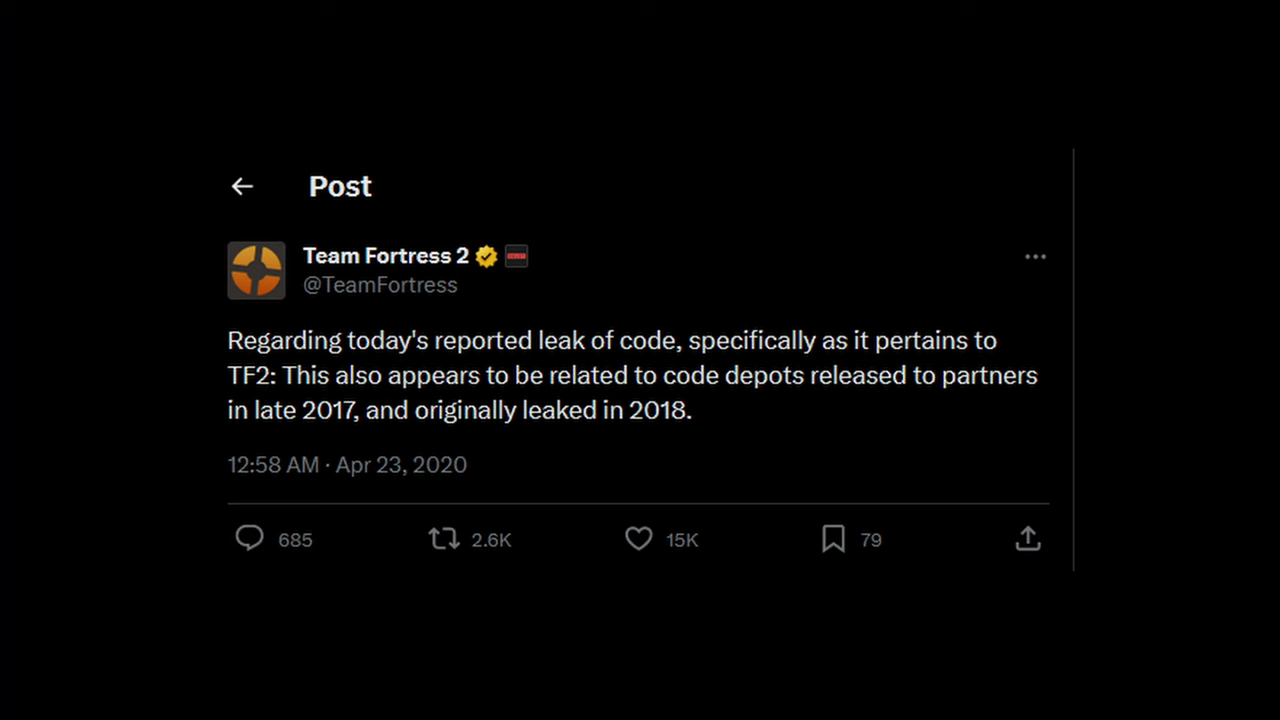 Post
Team Fortress 2
@TeamFortress
Regarding today's reported leak of code, specifically as it pertains to
TF2: This also appears to be related to code depots released to partners
in late 2017, and originally leaked in 2018.
12:58 AM · Apr 23, 2020
685 2.6K 15K 79